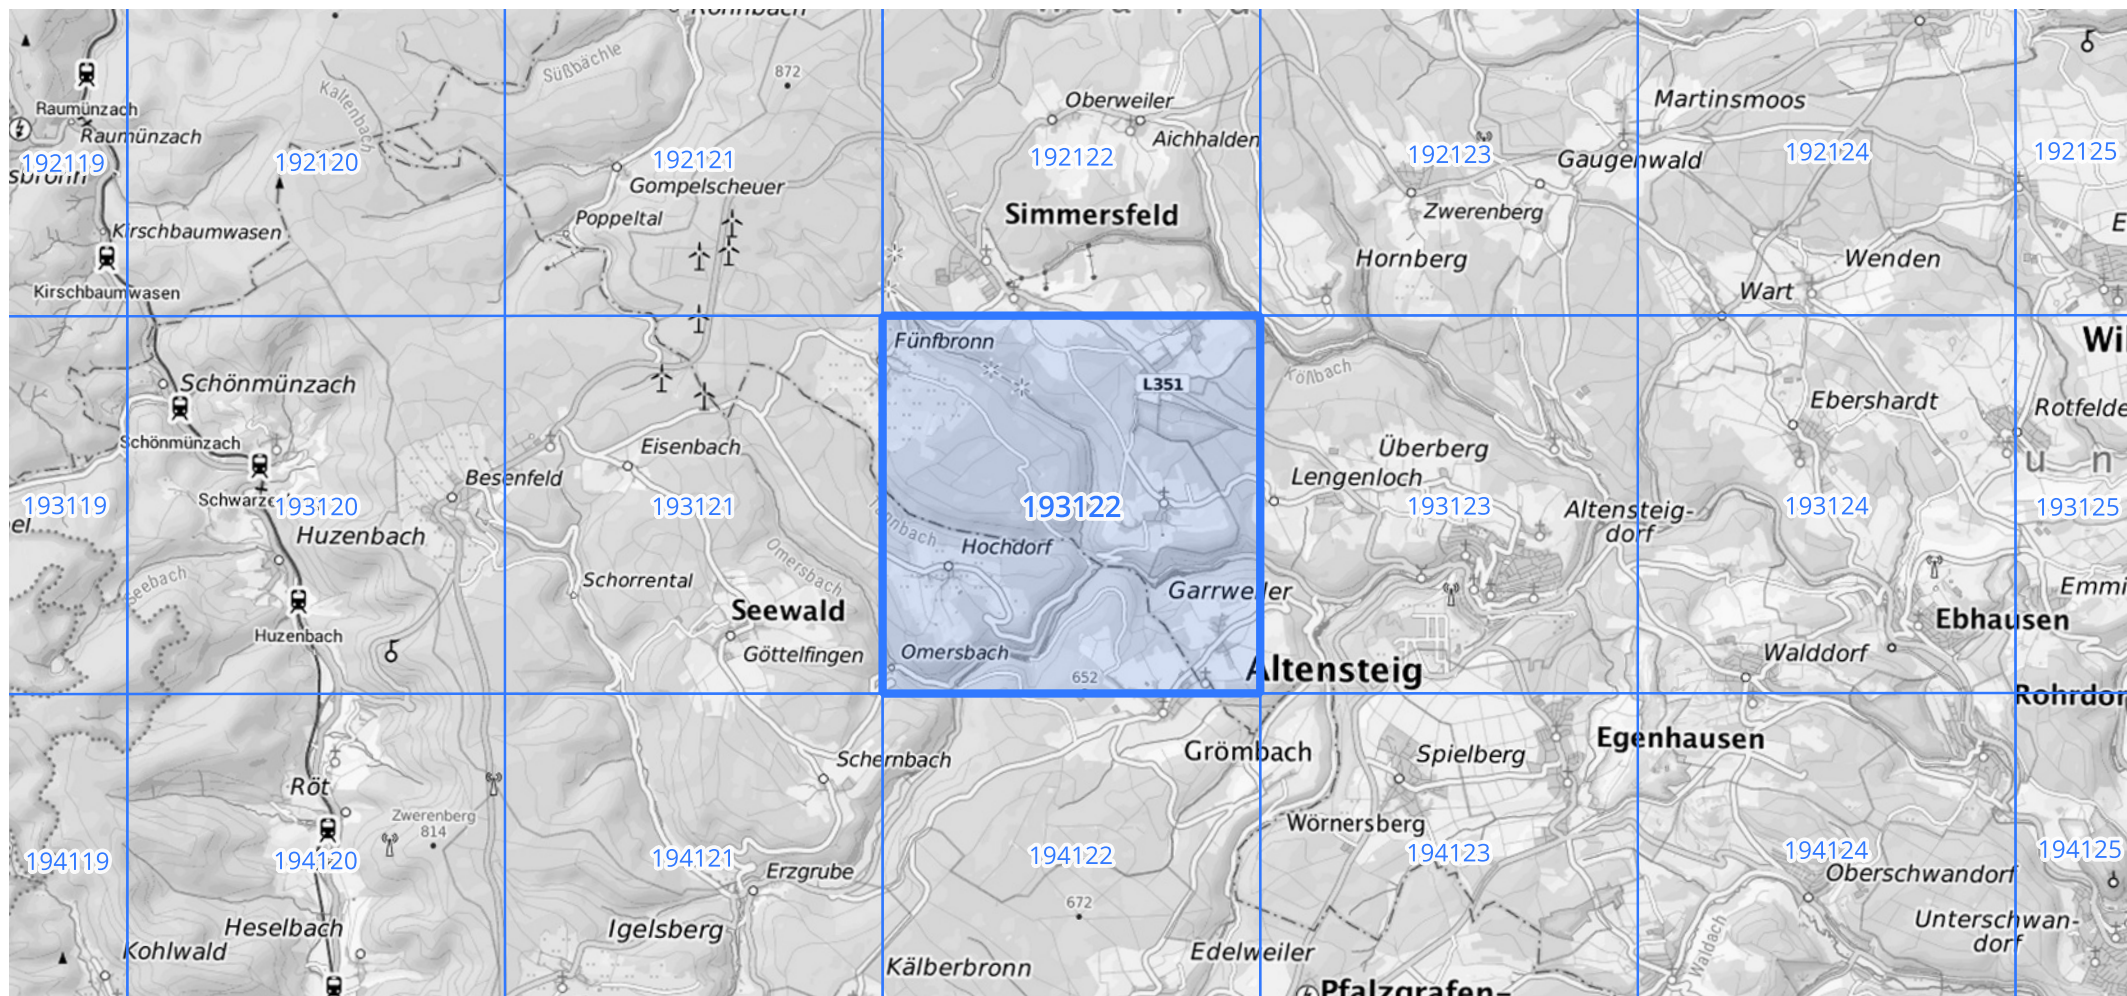 Süßbächle
872
Raumünzach
Raumünzach
Kaltenbach
Oberweiler
Aichhalden
Martinsmoos
192119
192120
192121
192122
192123
192124
192125
Gaugenwald
Gompelscheuer
Poppeltal
Simmersfeld
Zwerenberg
Kirschbaumwasen
Kirschbaumwasen
Hornberg
Wenden
Wart
Fünfbronn
Schönmünzach
L351
Kölbach
Ebershardt
Schönmünzach
Eisenbach
Überberg
Besenfeld
Lengenloch
193119
193120
193121
193122
193123
193124
193125
Altensteig-
dorf
Huzenbach
Hochdorf
Omersbach
Seebach
Schorrental
Garrweiler
Seewald
Ebhausen
Huzenbach
Göttelfingen
Omersbach
652
Walddorf
Altensteig
Egenhausen
Grömbach
Spielberg
Schernbach
Röt
Zwerenberg
814
Wörnersberg
194119
194120
194121
194122
194123
194124
194125
Erzgrube
Oberschwandorf
672
Heselbach
Igelsberg
Unterschwan-
dorf
Kohlwald
Edelweiler
Waldach
Kälberbronn
Pfalzgrafen-